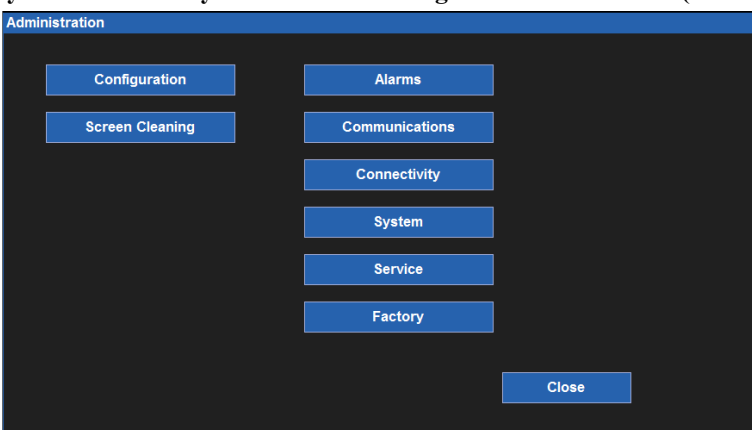 Administration
Configuration
Alarms
Screen Cleaning
Communications
Connectivity
System
Service
Factory
Close